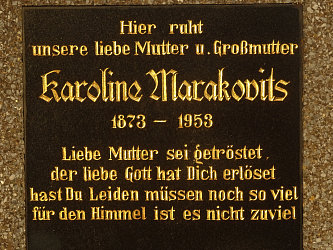 Hier ruht
unsere liebe Mutter u. Großmutter
Karoline Marakovits
1873 – 1953
Liebe Mutter sei getröstet,
der liebe Gott hat Dich erlöset
hast Du Leiden müssen noch so viel
für den Himmel ist es nicht zuviel